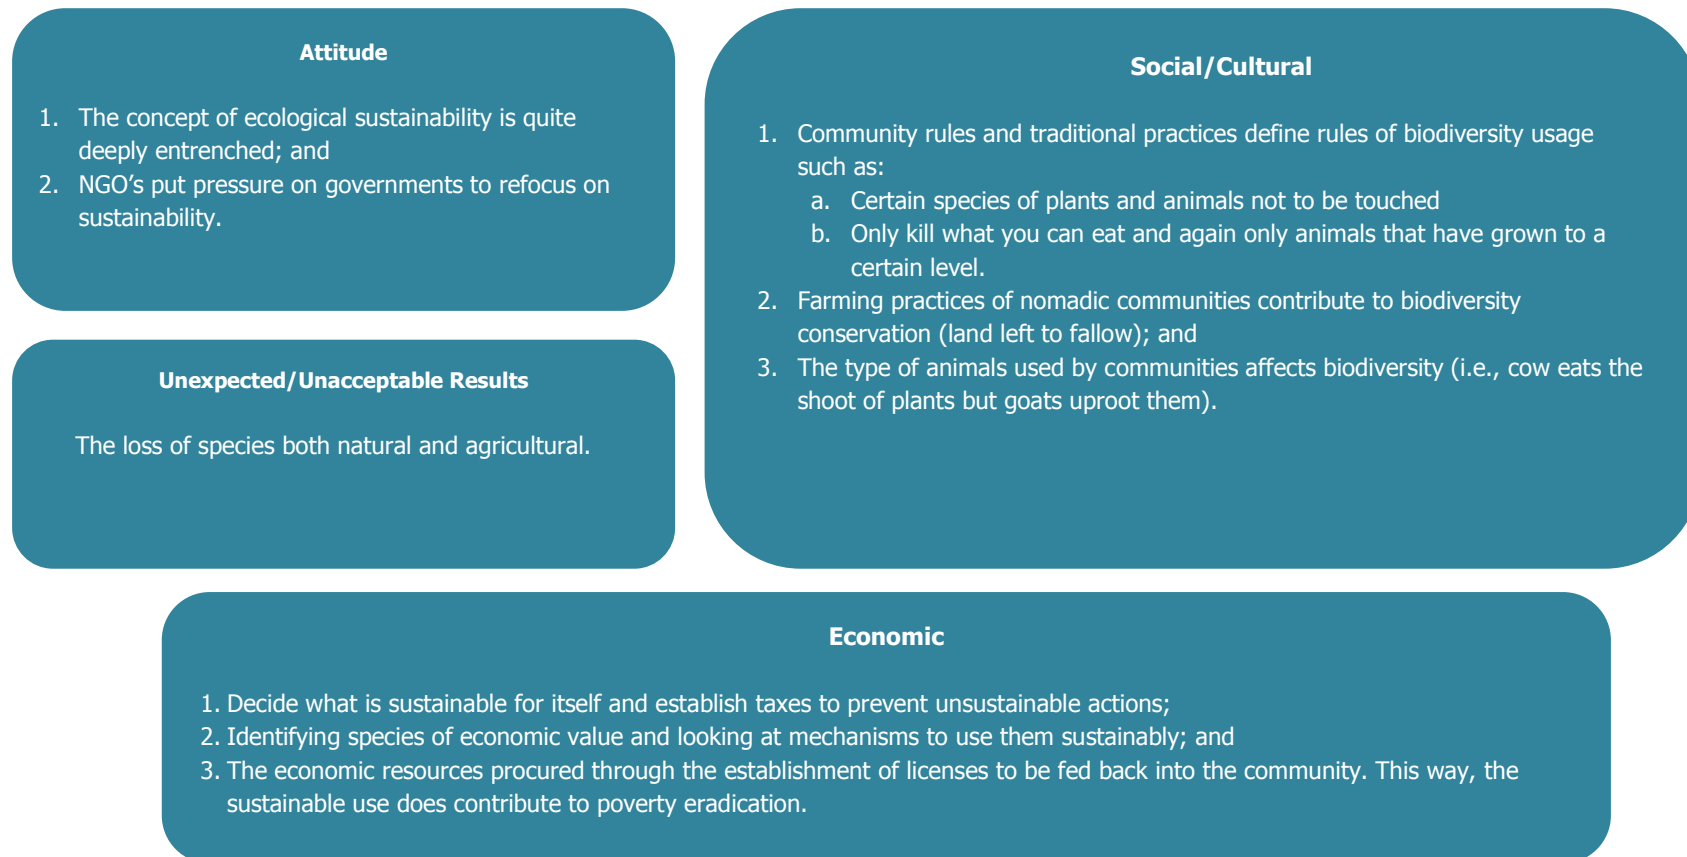 Attitude
1. The concept of ecological sustainability is quite
deeply entrenched; and
2. NGO’s put pressure on governments to refocus on
sustainability.
Unexpected/Unacceptable Results
The loss of species both natural and agricultural.
Social/Cultural
1. Community rules and traditional practices define rules of biodiversity usage
such as:
a. Certain species of plants and animals not to be touched
b. Only kill what you can eat and again only animals that have grown to a
certain level.
2. Farming practices of nomadic communities contribute to biodiversity
conservation (land left to fallow); and
3. The type of animals used by communities affects biodiversity (i.e., cow eats the
shoot of plants but goats uproot them).
Economic
1. Decide what is sustainable for itself and establish taxes to prevent unsustainable actions;
2. Identifying species of economic value and looking at mechanisms to use them sustainably; and
3. The economic resources procured through the establishment of licenses to be fed back into the community. This way, the
sustainable use does contribute to poverty eradication.